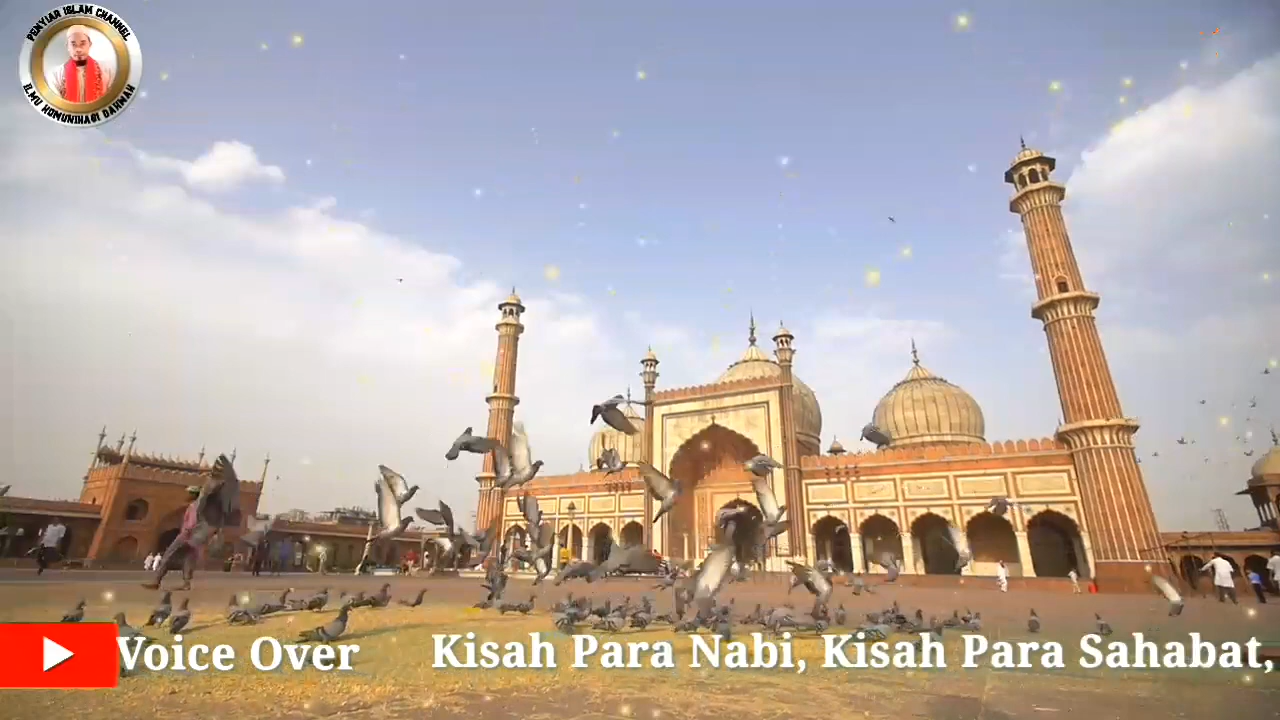 PENYIAR ISLAM CHANNEL
ILMU KOMUNIKASI DAKWAH
Voice Over
Kisah Para Nabi, Kisah Para Sahabat,